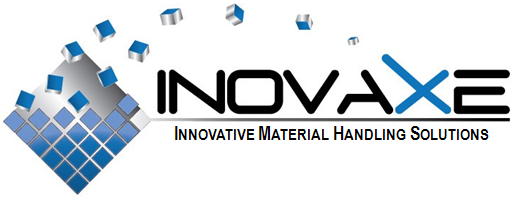 INOVAXE
INNOVATIVE MATERIAL HANDLING SOLUTIONS